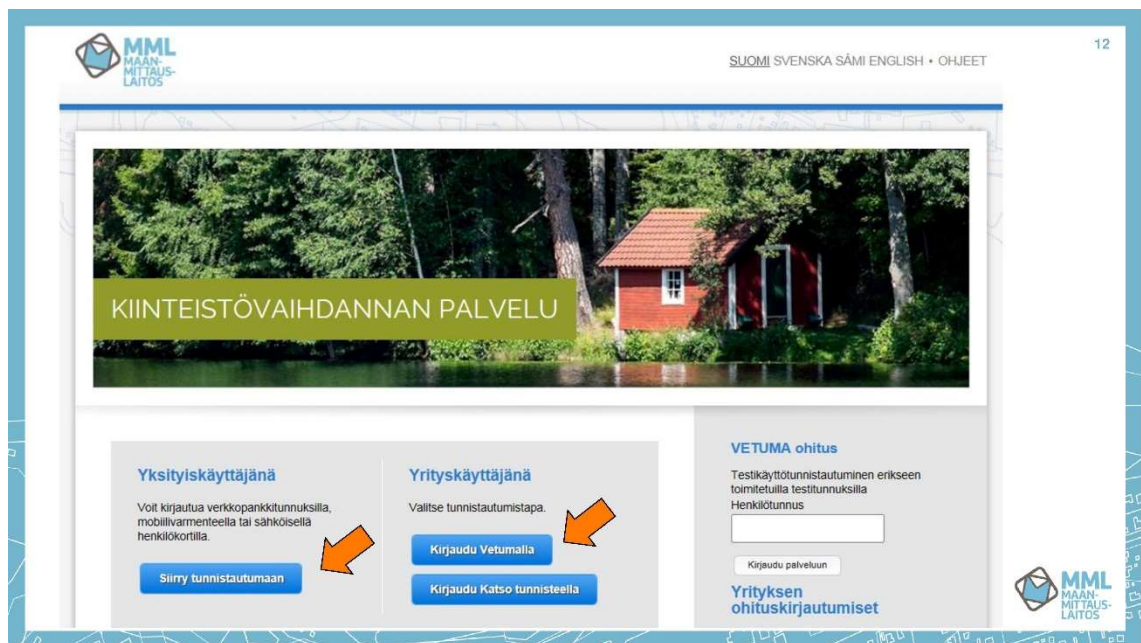 MML
MAAN-
MITTAUS-
LAITOS
SUOMI SVENSKA SÁMI ENGLISH • OHJEET
12
KIINTEISTÖVAIHDANNAN PALVELU
Yksityiskäyttäjänä
Voit kirjautua verkkopankkitunnuksilla,
mobiilivarmenteella tai sähköisellä
henkilökortilla.
Siirry tunnistautumaan
Yrityskäyttäjänä
Valitse tunnistautumistapa.
Kirjaudu Vetumalla
Kirjaudu Katso tunnisteella
VETUMA ohitus
Testikäyttötunnistautuminen erikseen
toimitetuilla testitunnuksilla
Henkilötunnus
Kirjaudu palveluun
Yrityksen
ohituskirjautumiset
MML
MAAN-
MITTAUS-
LAITOS